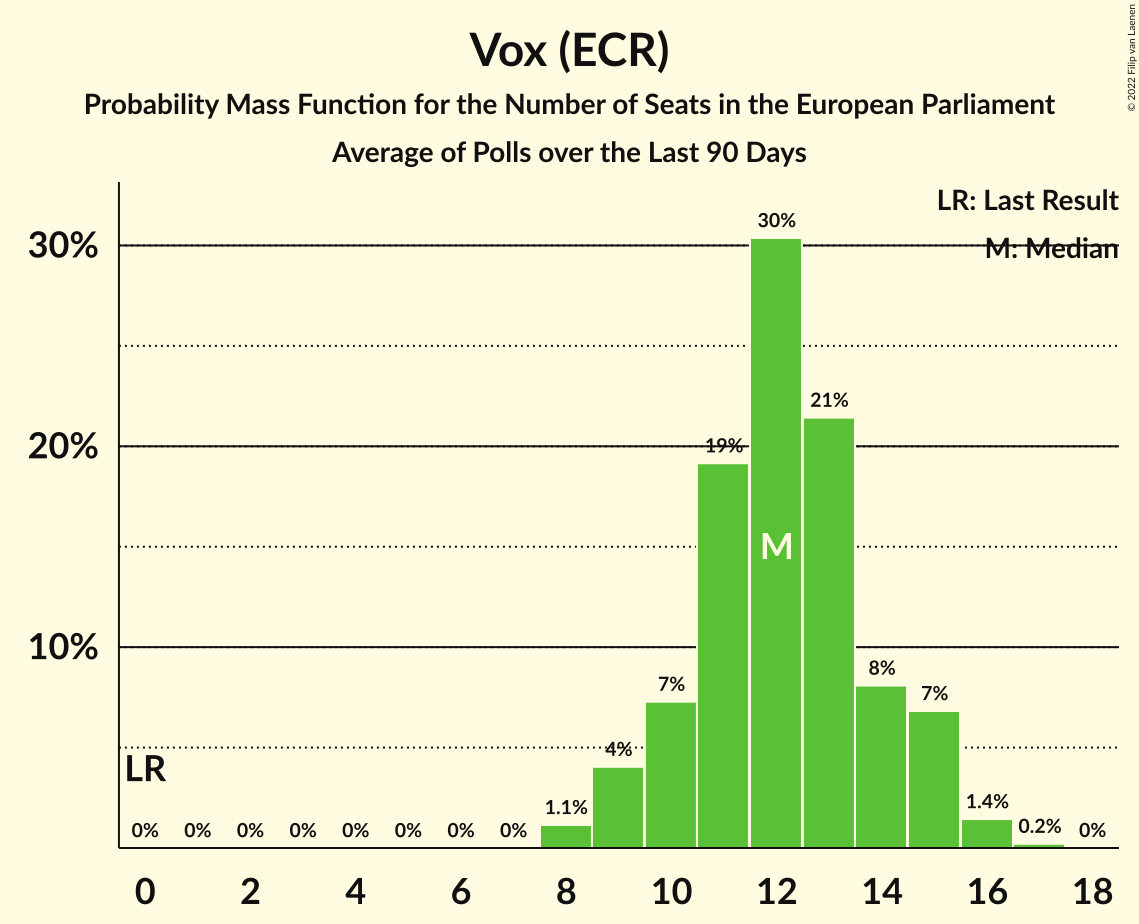 Vox (ECR)
Probability Mass Function for the Number of Seats in the European Parliament
Average of Polls over the Last 90 Days
© 2022 Filip van Laenen
LR: Last Result
M: Median
30%
20%
10%
30%
21%
19%
M
8%
7%
7%
4%
LR
1.1%
1.4%
0.2%
0% 0% 0% 0% 0% 0% 0% 0% 0%
0 2 4 6 8 10 12 14 16 18